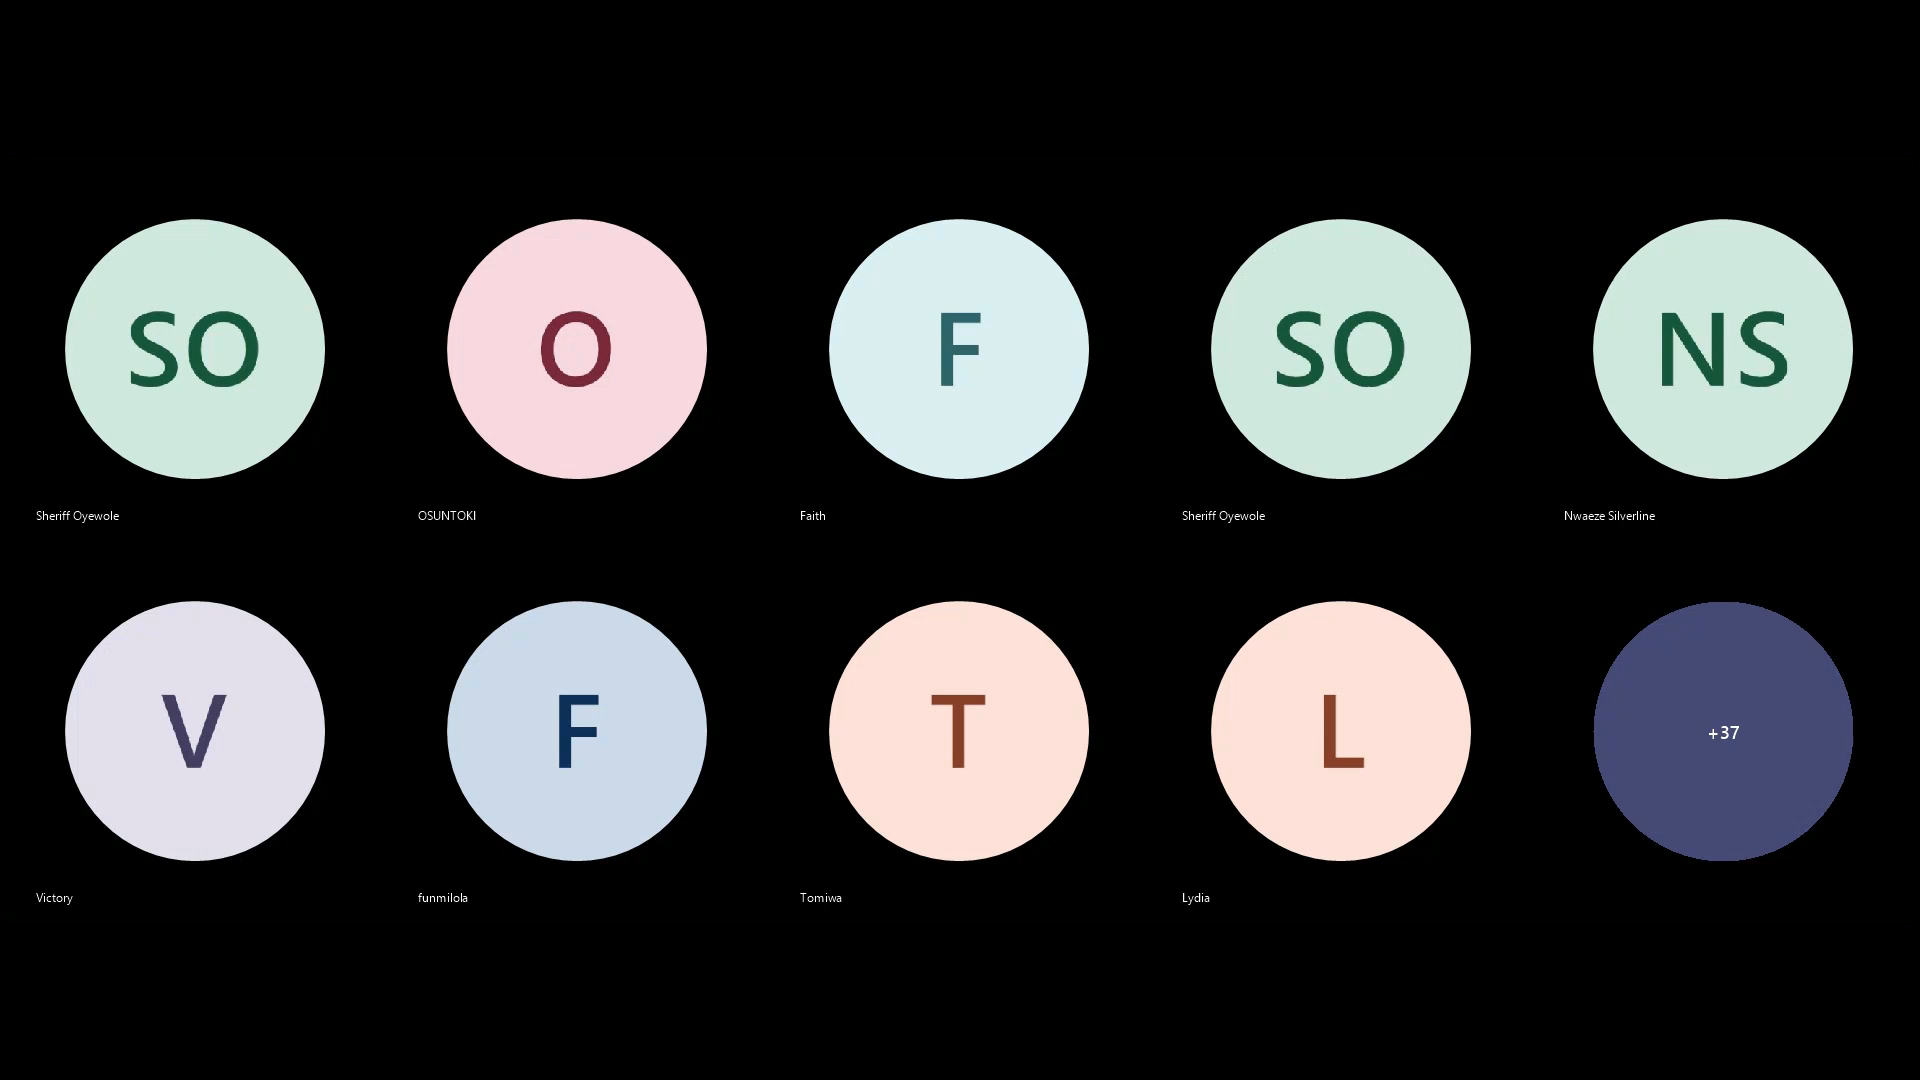 SO
O
F
SO
NS
Sheriff Oyewole
OSUNTOKI
Faith
Sheriff Oyewole
Nwaeze Silverline
V
F
T
L
+37
Victory
funmilola
Tomiwa
Lydia